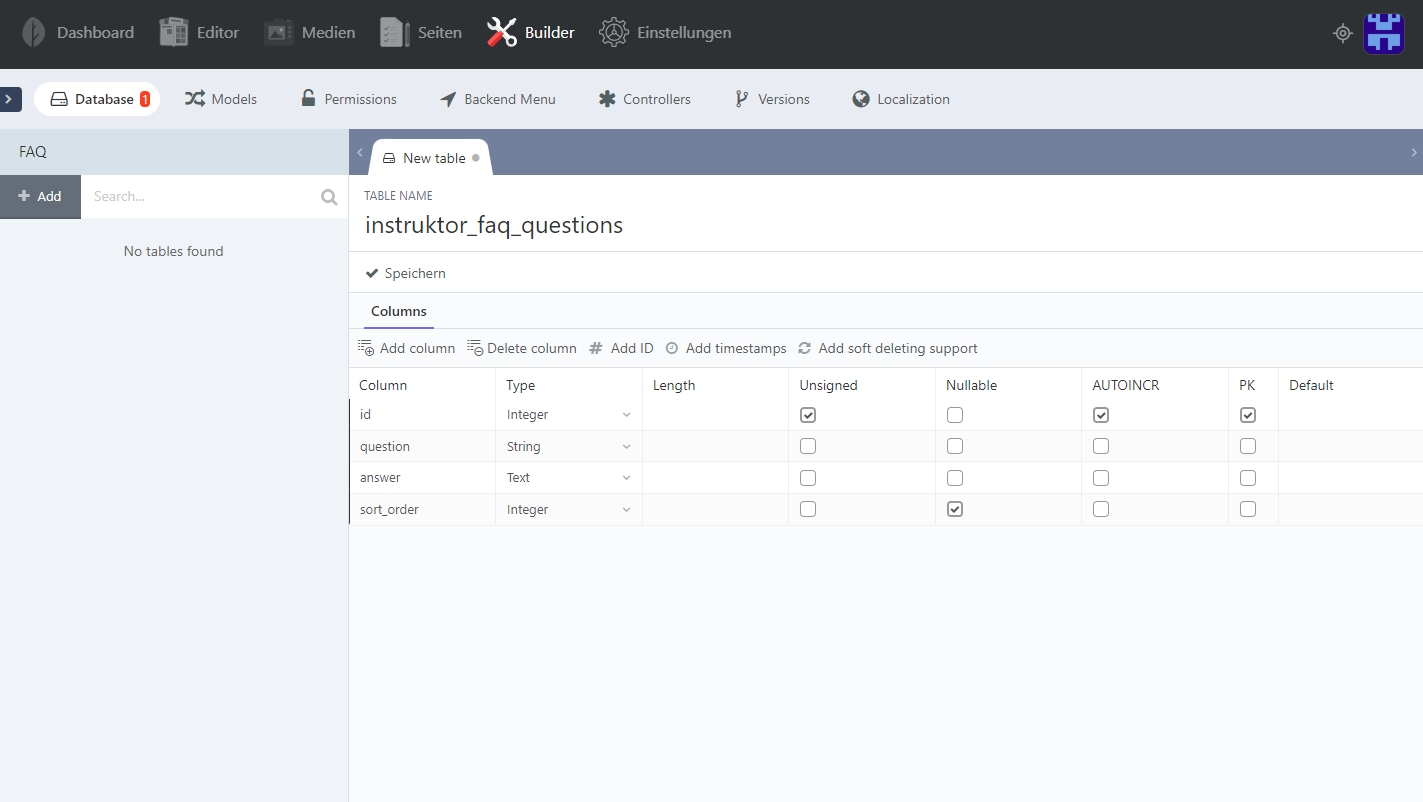 Dashboard Editor Medien Seiten Builder Einstellungen
Database 1 Models Permissions Backend Menu Controllers Versions Localization
FAQ
New table
Add Search...
No tables found
TABLE NAME
instruktor_faq_questions
Speichern
Columns
Add column Delete column Add ID Add timestamps Add soft deleting support
Column Type Length Unsigned Nullable AUTOINCR PK Default
id Integer
question String
answer Text
sort_order Integer